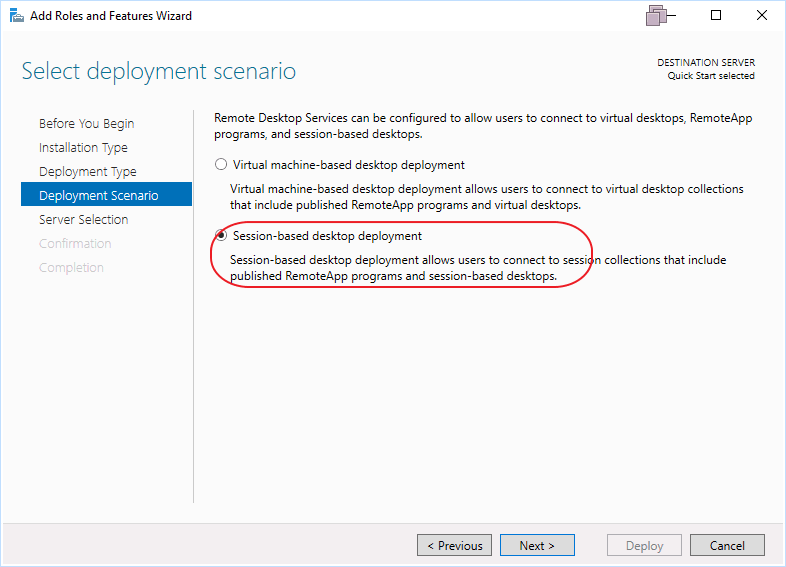 Add Roles and Features Wizard
Select deployment scenario
DESTINATION SERVER
Quick Start selected
Before You Begin
Installation Type
Deployment Type
Deployment Scenario
Server Selection
Confirmation
Completion
Remote Desktop Services can be configured to allow users to connect to virtual desktops, RemoteApp
programs, and session-based desktops.
Virtual machine-based desktop deployment
Virtual machine-based desktop deployment allows users to connect to virtual desktop collections
that include published RemoteApp programs and virtual desktops.
Session-based desktop deployment
Session-based desktop deployment allows users to connect to session collections that include
published RemoteApp programs and session-based desktops.
< Previous
Next >
Deploy
Cancel